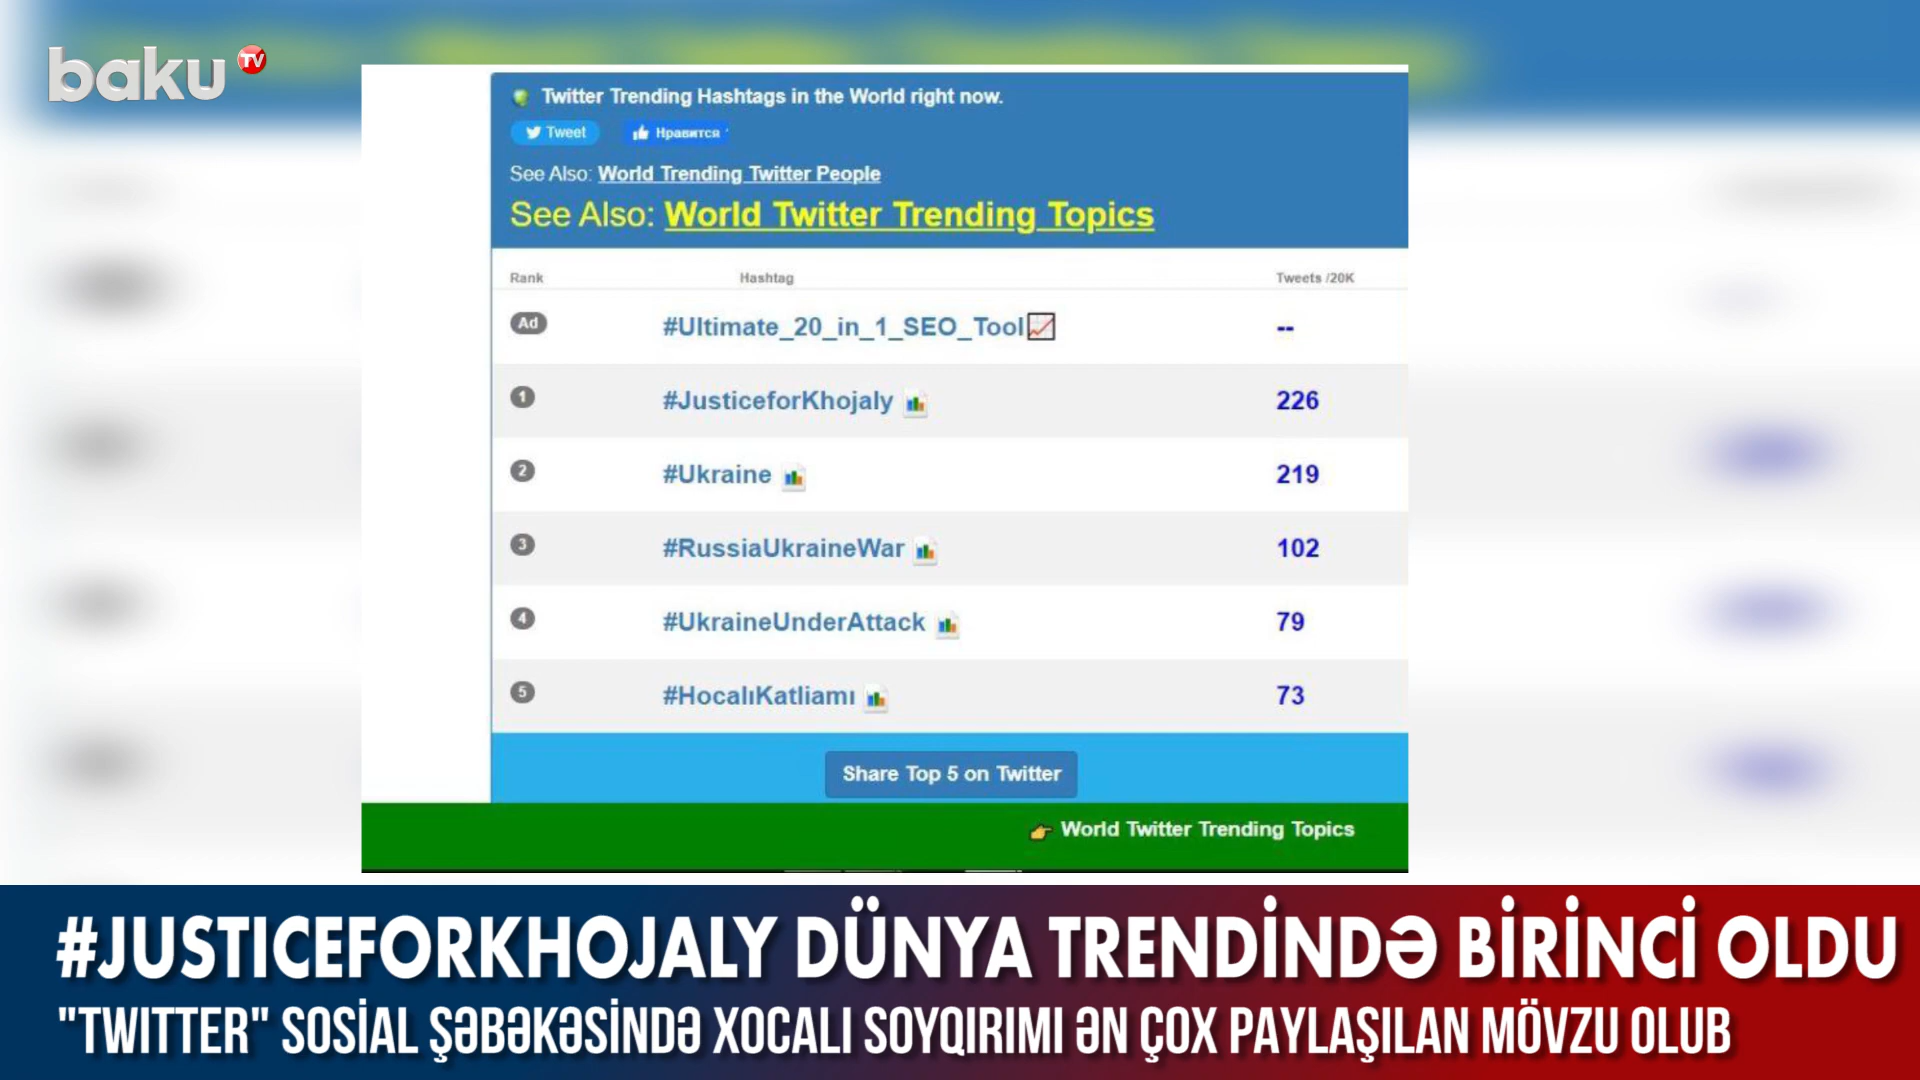 baku TV
Twitter Trending Hashtags in the World right now.
Tweet Нравится
See Also: World Trending Twitter People
See Also: World Twitter Trending Topics
Rank Hashtag Tweets /20K
Ad #Ultimate_20_in_1_SEO_Tool --
1 #JusticeforKhojaly 226
2 #Ukraine 219
3 #RussiaUkraineWar 102
4 #UkraineUnderAttack 79
5 #HocalıKatliamı 73
Share Top 5 on Twitter
World Twitter Trending Topics
#JUSTICEFORKHOJALY DÜNYA TRENDİNDƏ BİRİNCİ OLDU
"TWITTER" SOSİAL ŞƏBƏKƏSİNDƏ XOCALI SOYQIRIMI ƏN ÇOX PAYLAŞILAN MÖVZU OLUB